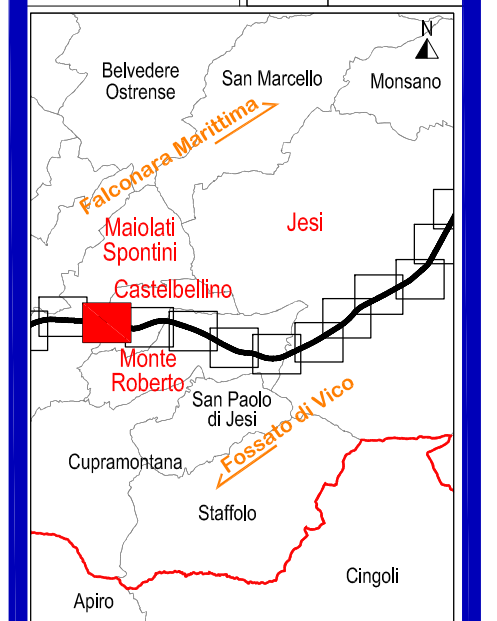 N
Belvedere
Ostrense
San Marcello
Monsano
Falconara Marittima
Maiolati
Spontini
Jesi
Castelbellino
Monte
Roberto
San Paolo
di Jesi
Fossato di Vico
Cupramontana
Staffolo
Cingoli
Apiro